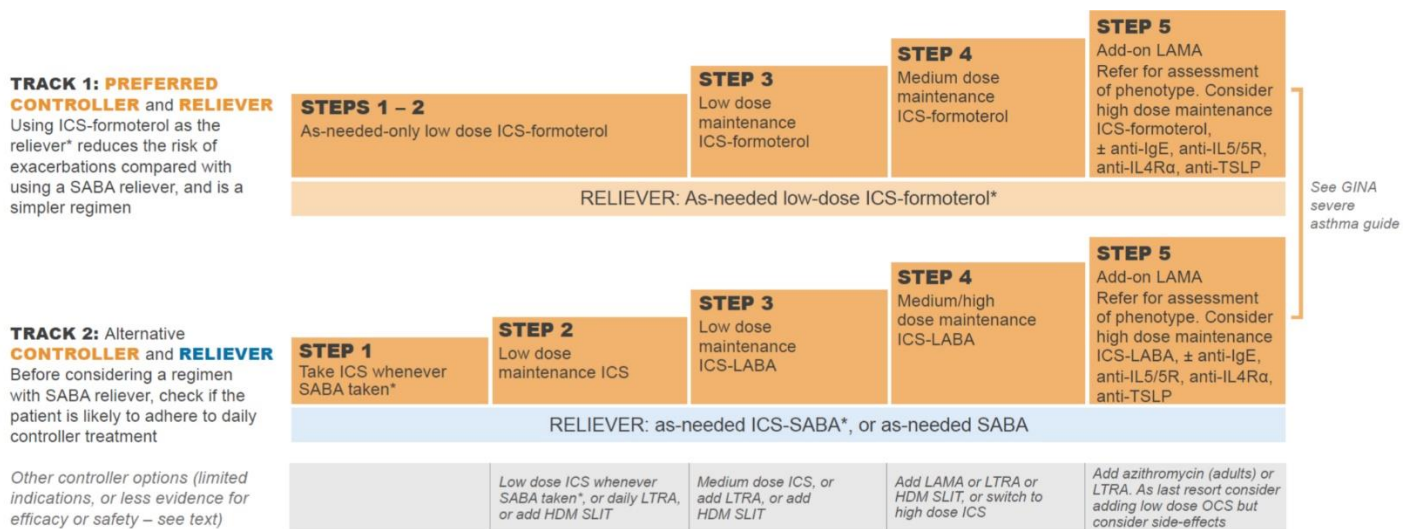 TRACK 1: PREFERRED
CONTROLLER and RELIEVER
Using ICS-formoterol as the
reliever* reduces the risk of
exacerbations compared with
using a SABA reliever, and is a
simpler regimen
STEPS 1 – 2
As-needed-only low dose ICS-formoterol
STEP 3
Low dose
maintenance
ICS-formoterol
STEP 4
Medium dose
maintenance
ICS-formoterol
STEP 5
Add-on LAMA
Refer for assessment
of phenotype. Consider
high dose maintenance
ICS-formoterol,
± anti-IgE, anti-IL5/5R,
anti-IL4Rα, anti-TSLP
RELIEVER: As-needed low-dose ICS-formoterol*
See GINA
severe
asthma guide
TRACK 2: Alternative
CONTROLLER and RELIEVER
Before considering a regimen
with SABA reliever, check if the
patient is likely to adhere to daily
controller treatment
STEP 1
Take ICS whenever
SABA taken*
STEP 2
Low dose
maintenance ICS
STEP 3
Low dose
maintenance
ICS-LABA
STEP 4
Medium/high
dose maintenance
ICS-LABA
STEP 5
Add-on LAMA
Refer for assessment
of phenotype. Consider
high dose maintenance
ICS-LABA, ± anti-IgE,
anti-IL5/5R, anti-IL4Rα,
anti-TSLP
RELIEVER: as-needed ICS-SABA*, or as-needed SABA
Other controller options (limited
indications, or less evidence for
efficacy or safety – see text)
Low dose ICS whenever
SABA taken*, or daily LTRA,
or add HDM SLIT
Medium dose ICS, or
add LTRA, or add
HDM SLIT
Add LAMA or LTRA or
HDM SLIT, or switch to
high dose ICS
Add azithromycin (adults) or
LTRA. As last resort consider
adding low dose OCS but
consider side-effects